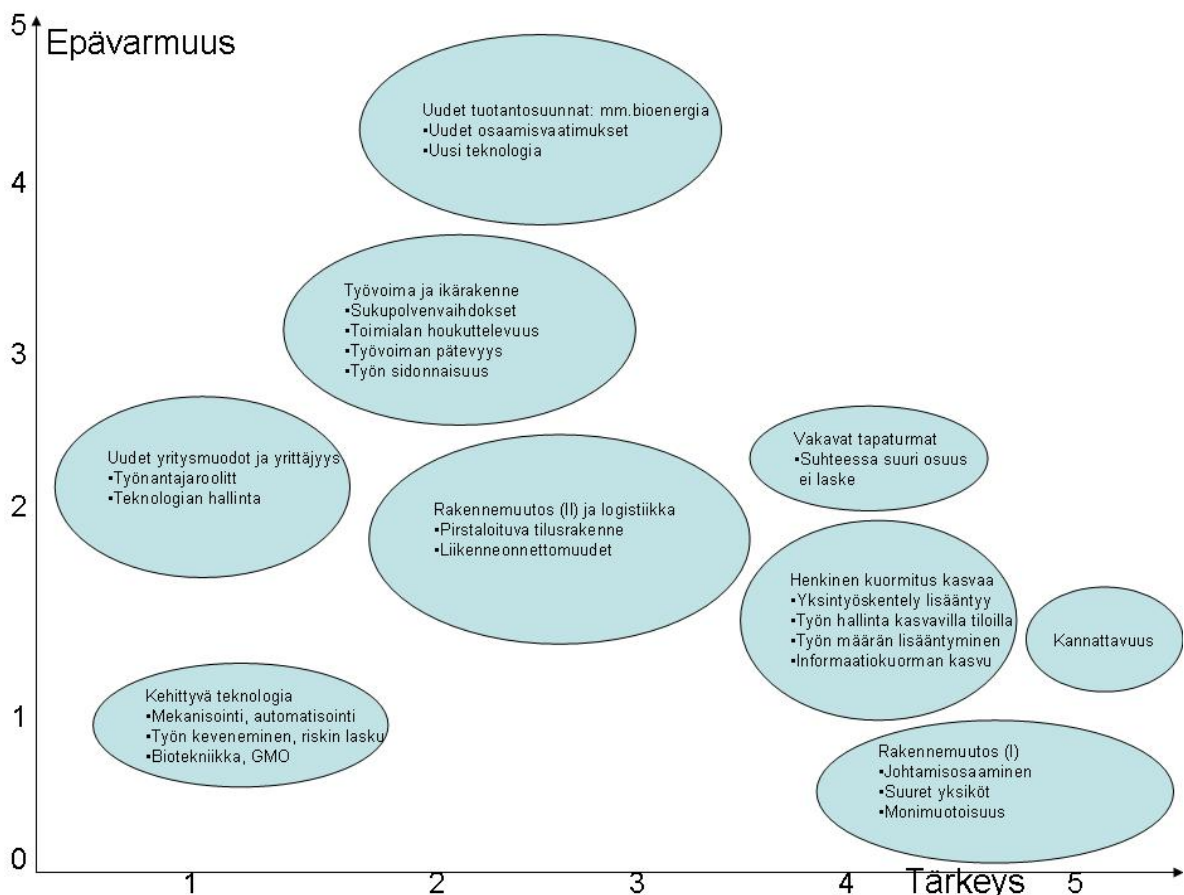 5
Epävarmuus
Uudet tuotantosuunnat: mm.bioenergia
▪Uudet osaamisvaatimukset
▪Uusi teknologia
4
Työvoima ja ikärakenne
▪Sukupolvenvaihdokset
▪Toimialan houkuttelevuus
▪Työvoiman pätevyys
▪Työn sidonnaisuus
3
Uudet yritysmuodot ja yrittäjyys
▪Työnantajaroolitt
▪Teknologian hallinta
Vakavat tapaturmat
▪Suhteessa suuri osuus
ei laske
2
Rakennemuutos (II) ja logistiikka
▪Pirstaloituva tilusrakenne
▪Liikenneonnettomuudet
Henkinen kuormitus kasvaa
▪Yksintyöskentely lisääntyy
▪Työn hallinta kasvavilla tiloilla
▪Työn määrän lisääntyminen
▪Informaatiokuorman kasvu
Kannattavuus
1
Kehittyvä teknologia
▪Mekanisointi, automatisointi
▪Työn keveneminen, riskin lasku
▪Biotekniikka, GMO
Rakennemuutos (I)
▪Johtamisosaaminen
▪Suuret yksiköt
▪Monimuotoisuus
0
1 2 3 4 Tärkeys 5